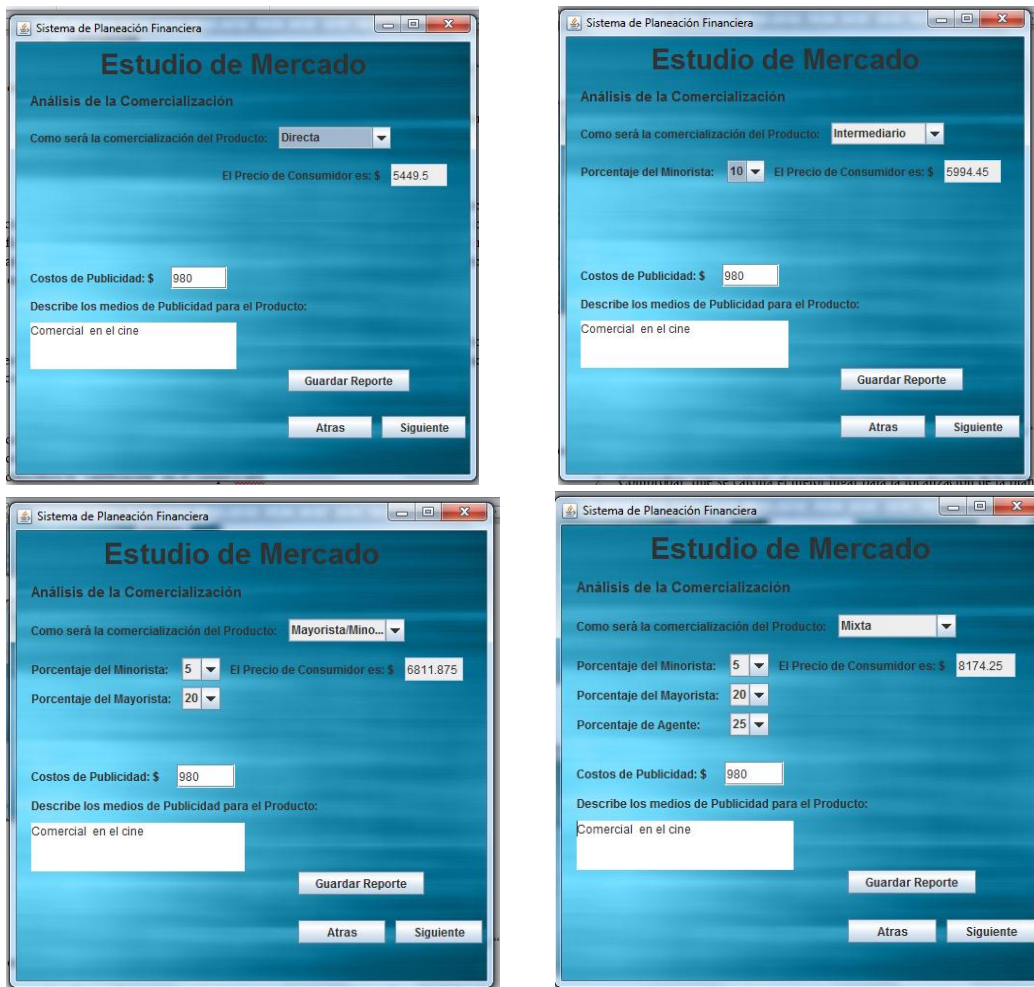 Sistema de Planeación Financiera
Estudio de Mercado
Análisis de la Comercialización
Como será la comercialización del Producto: Directa
El Precio de Consumidor es: $ 5449.5
Costos de Publicidad: $ 980
Describe los medios de Publicidad para el Producto:
Comercial en el cine
Guardar Reporte
Atras Siguiente
Sistema de Planeación Financiera
Estudio de Mercado
Análisis de la Comercialización
Como será la comercialización del Producto: Intermediario
Porcentaje del Minorista: 10 El Precio de Consumidor es: $ 5994.45
Costos de Publicidad: $ 980
Describe los medios de Publicidad para el Producto:
Comercial en el cine
Guardar Reporte
Atras Siguiente
Sistema de Planeación Financiera
Estudio de Mercado
Análisis de la Comercialización
Como será la comercialización del Producto: Mayorista/Mino...
Porcentaje del Minorista: 5 El Precio de Consumidor es: $ 6811.875
Porcentaje del Mayorista: 20
Costos de Publicidad: $ 980
Describe los medios de Publicidad para el Producto:
Comercial en el cine
Guardar Reporte
Atras Siguiente
Sistema de Planeación Financiera
Estudio de Mercado
Análisis de la Comercialización
Como será la comercialización del Producto: Mixta
Porcentaje del Minorista: 5 El Precio de Consumidor es: $ 8174.25
Porcentaje del Mayorista: 20
Porcentaje de Agente: 25
Costos de Publicidad: $ 980
Describe los medios de Publicidad para el Producto:
Comercial en el cine
Guardar Reporte
Atras Siguiente